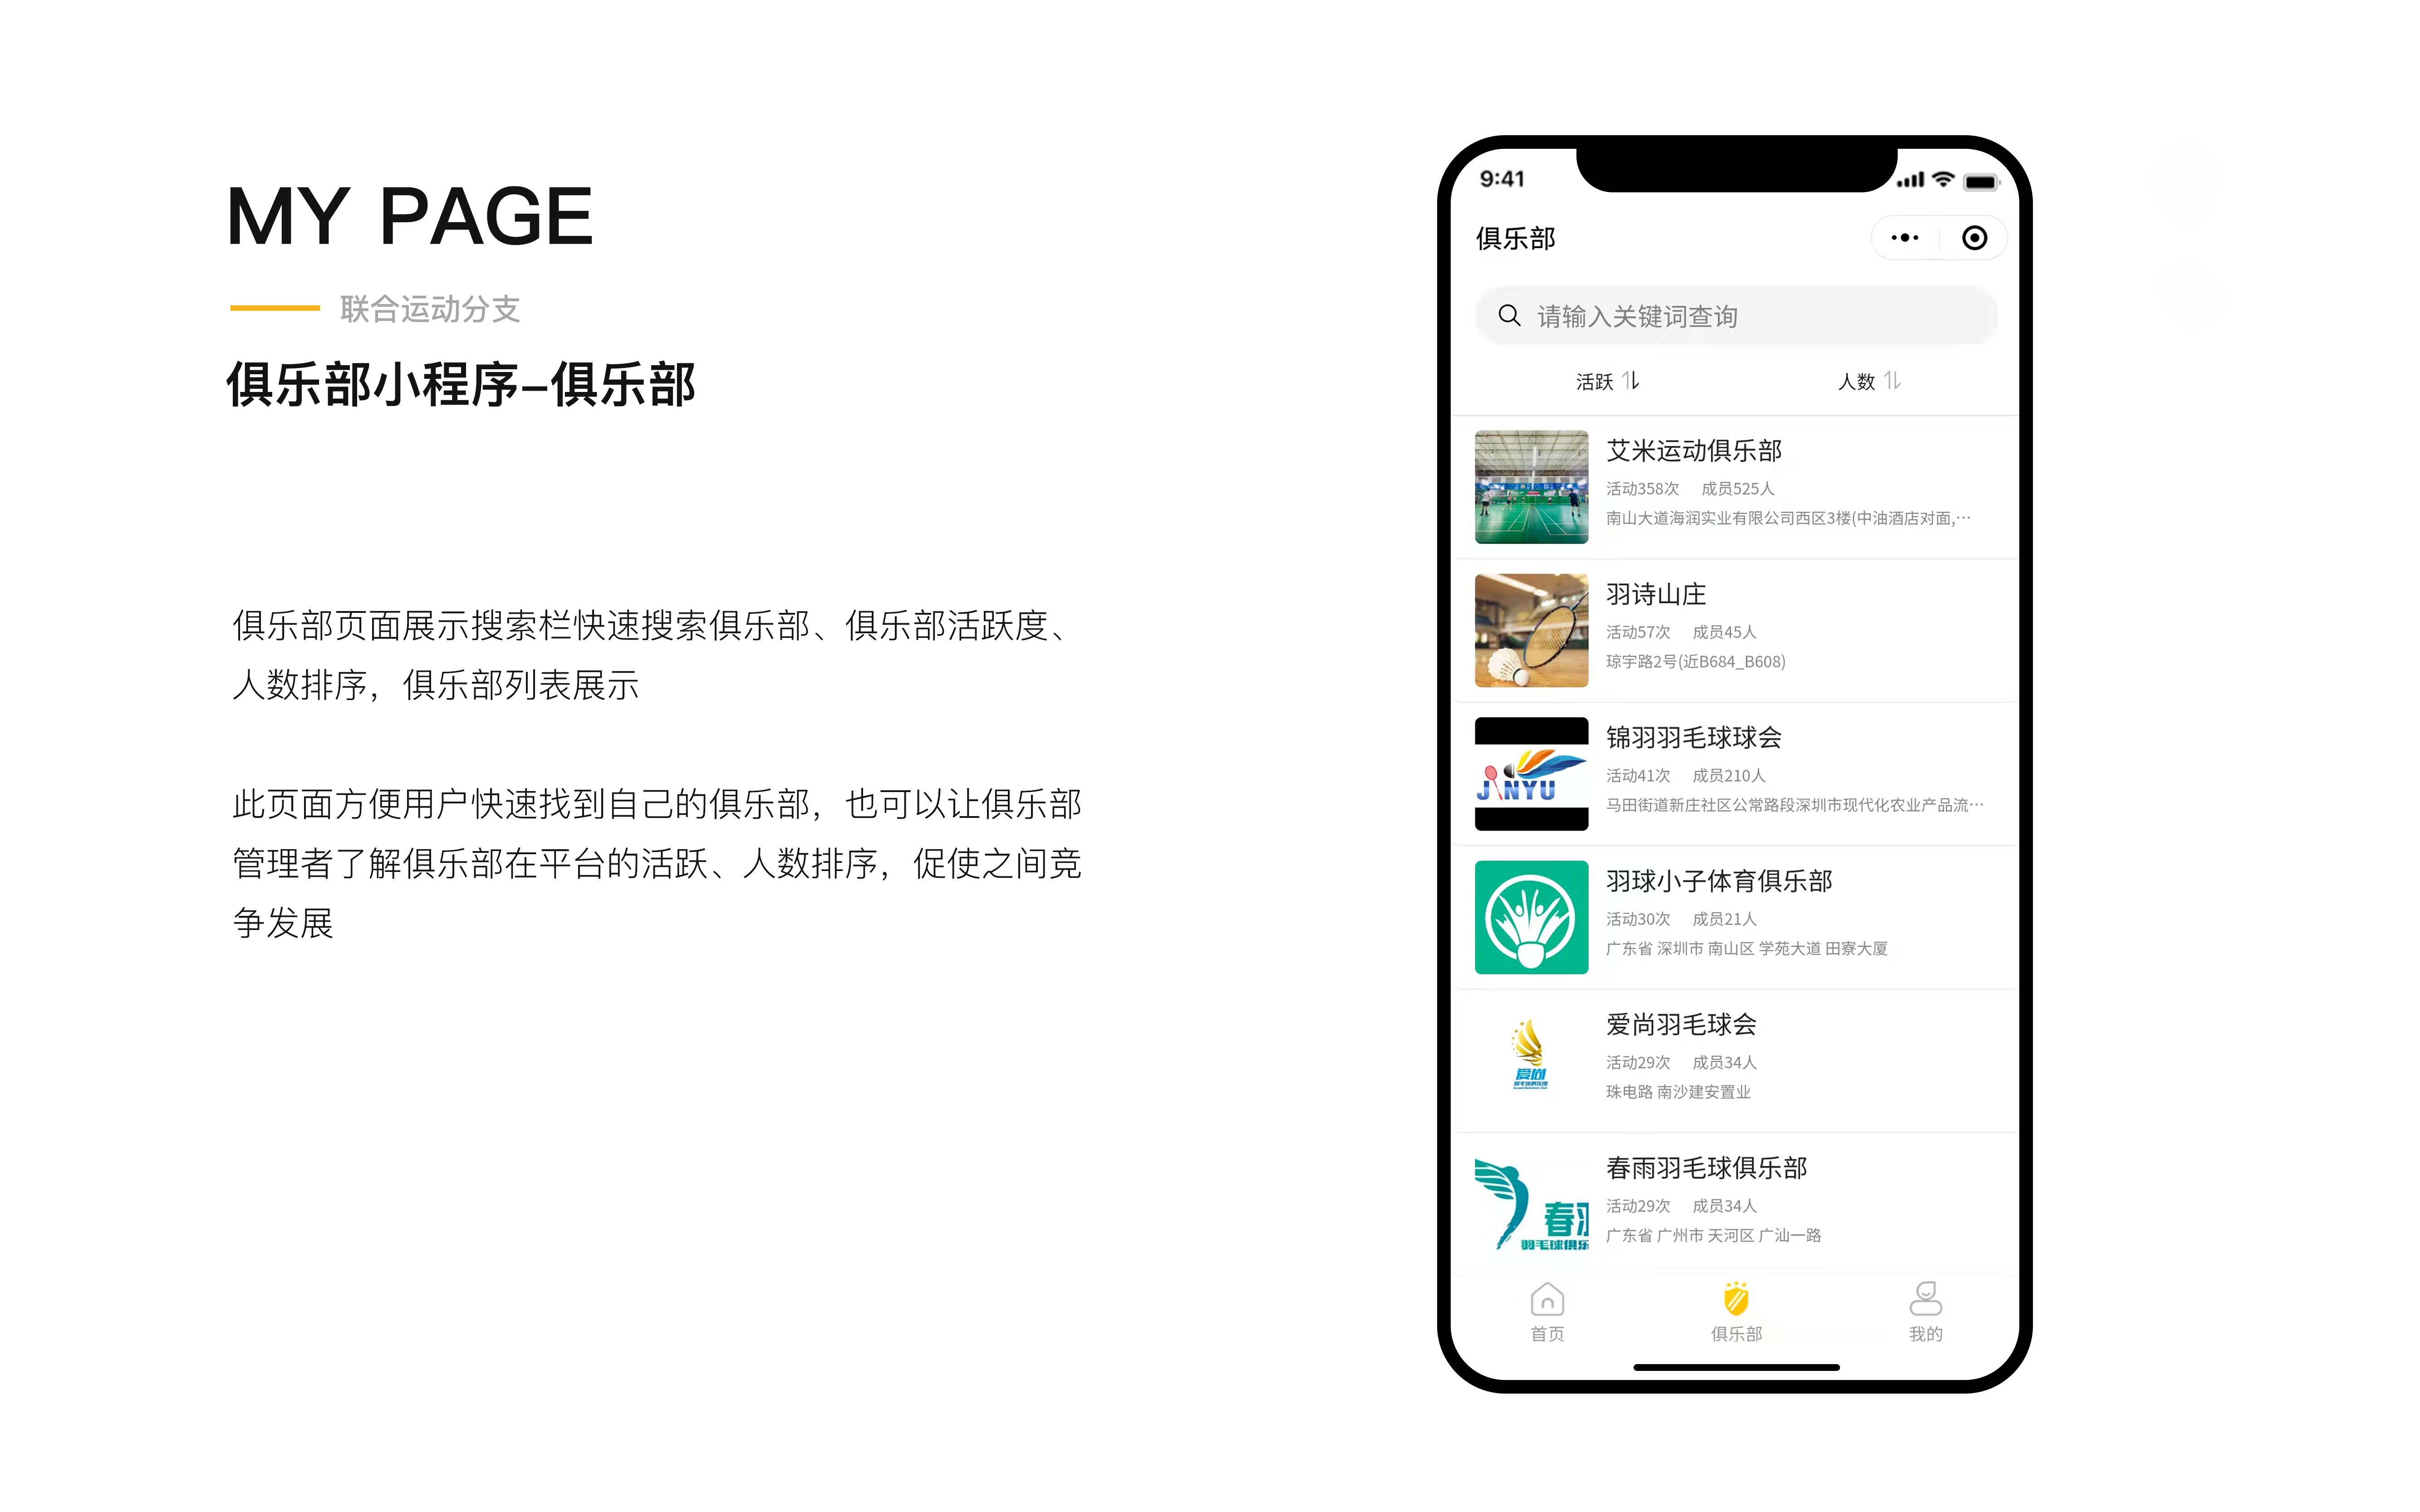 MY PAGE
联合运动分支
俱乐部小程序–俱乐部
俱乐部页面展示搜索栏快速搜索俱乐部、俱乐部活跃度、
人数排序，俱乐部列表展示
此页面方便用户快速找到自己的俱乐部，也可以让俱乐部
管理者了解俱乐部在平台的活跃、人数排序，促使之间竞
争发展
9:41
俱乐部
请输入关键词查询
活跃 人数
艾米运动俱乐部
活动358次 成员525人
南山大道海润实业有限公司西区3楼(中油酒店对面,…
羽诗山庄
活动57次 成员45人
琼宇路2号(近B684_B608)
JINYU
锦羽羽毛球球会
活动41次 成员210人
马田街道新庄社区公常路段深圳市现代化农业产品流…
羽球小子体育俱乐部
活动30次 成员21人
广东省 深圳市 南山区 学苑大道 田寮大厦
爱尚
爱尚羽毛球会
活动29次 成员34人
珠电路 南沙建安置业
春
羽毛球俱乐
春雨羽毛球俱乐部
活动29次 成员34人
广东省 广州市 天河区 广汕一路
首页 俱乐部 我的